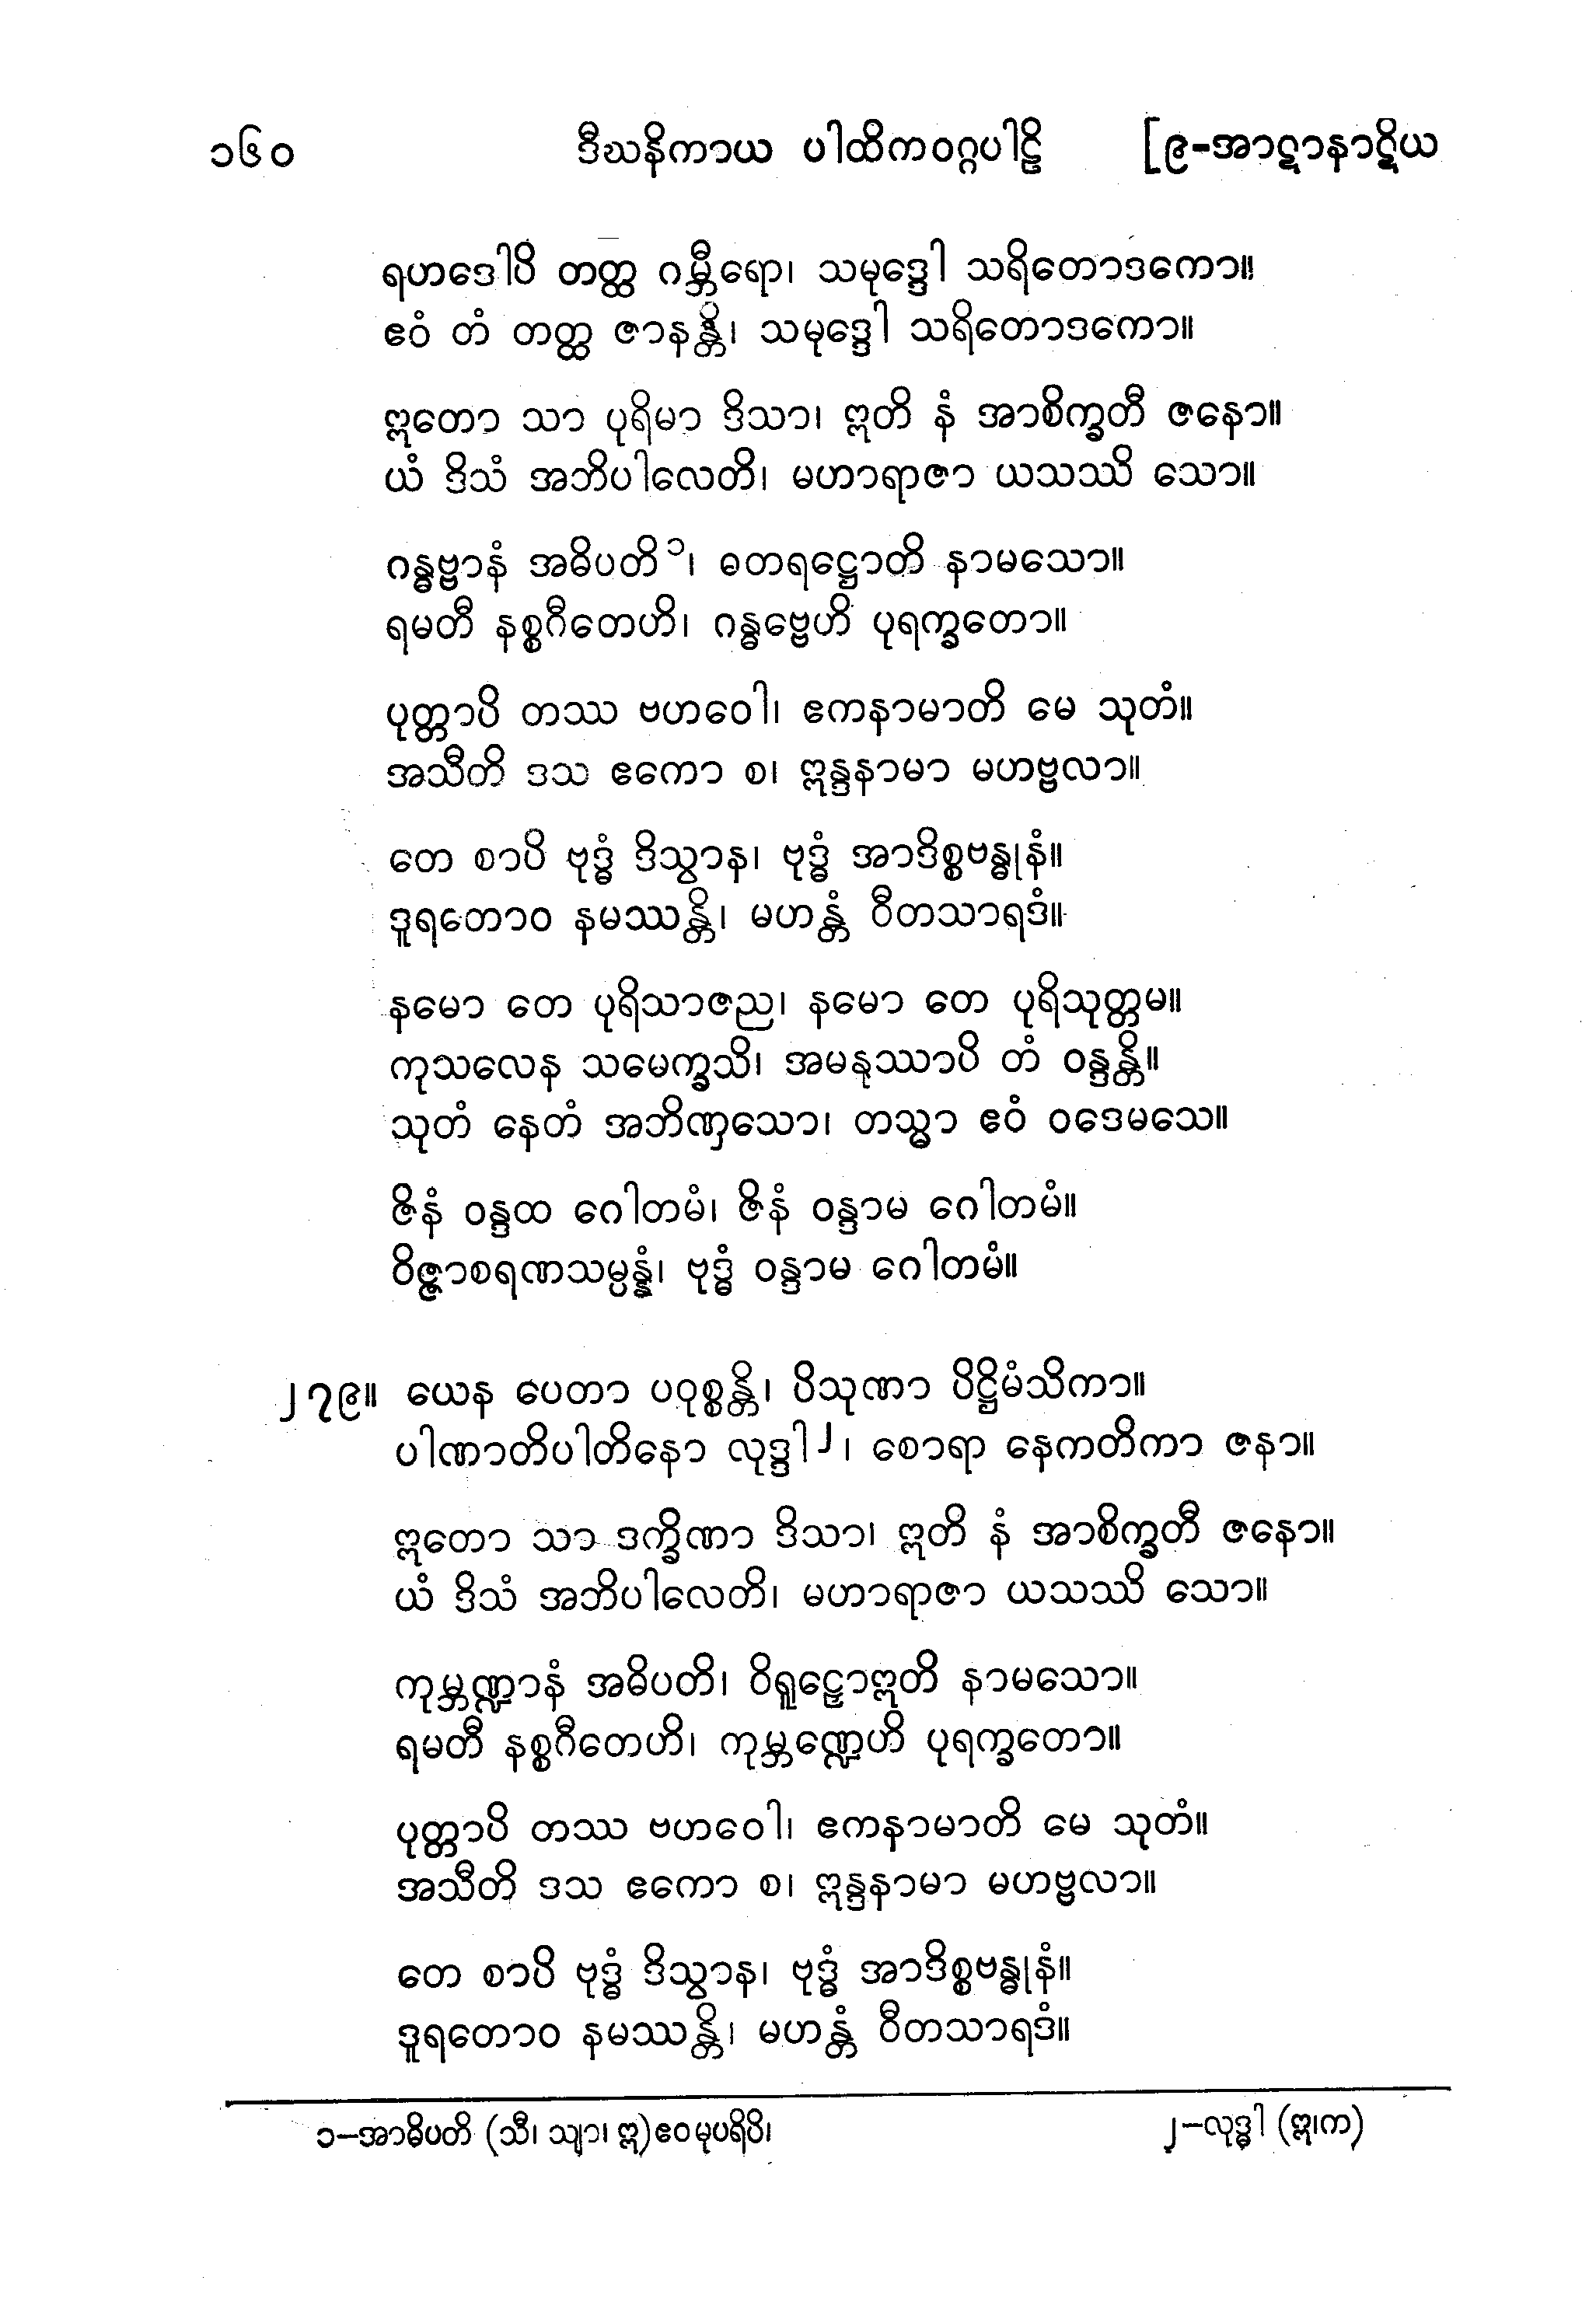 ၁၆၀ ဒီဃနိကာယ ပါထိကဝဂ္ဂပါဠိ [၉-အာဋာနာဋိယ
ရဟဒေါပိ တတ္ထ ဂမ္ဘီရော၊ သမုဒ္ဒေါ သရိတောဒကော။
ဧဝံ တံ တတ္ထ ဇာနန္တိ၊ သမုဒ္ဒေါ သရိတောဒကော။
ဣတော သာ ပုရိမာ ဒိသာ၊ ဣတိ နံ အာစိက္ခတီ ဇနော။
ယံ ဒိသံ အဘိပါလေတိ၊ မဟာရာဇာ ယသဿိ သော။
ဂန္ဓဗ္ဗာနံ အဓိပတိ၁၊ ဓတရဋ္ဌောတိ နာမသော။
ရမတီ နစ္စဂီတေဟိ၊ ဂန္ဓဗ္ဗေဟိ ပုရက္ခတော။
ပုတ္တာပိ တဿ ဗဟဝေါ၊ ဧကနာမာတိ မေ သုတံ။
အသီတိ ဒသ ဧကော စ၊ ဣန္ဒနာမာ မဟဗ္ဗလာ။
တေ စာပိ ဗုဒ္ဓံ ဒိသွာန၊ ဗုဒ္ဓံ အာဒိစ္စဗန္ဓုနံ။
ဒူရတောဝ နမဿန္တိ၊ မဟန္တံ ဝီတသာရဒံ။
နမော တေ ပုရိသာဇည၊ နမော တေ ပုရိသုတ္တမ။
ကုသလေန သမေက္ခသိ၊ အမနုဿာပိ တံ ဝန္ဒန္တိ။
သုတံ နေတံ အဘိဏှသော၊ တသ္မာ ဧဝံ ဝဒေမသေ။
ဇိနံ ဝန္ဒထ ဂေါတမံ၊ ဇိနံ ဝန္ဒာမ ဂေါတမံ။
ဝိဇ္ဇာစရဏသမ္ပန္နံ၊ ဗုဒ္ဓံ ဝန္ဒာမ ဂေါတမံ။
၂၇၉။ ယေန ပေတာ ပဝုစ္စန္တိ၊ ပိသုဏာ ပိဋ္ဌိမံသိကာ။
ပါဏာတိပါတိနော လုဒ္ဒါ၂၊ စောရာ နေကတိကာ ဇနာ။
ဣတော သာ ဒက္ခိဏာ ဒိသာ၊ ဣတိ နံ အာစိက္ခတီ ဇနော။
ယံ ဒိသံ အဘိပါလေတိ၊ မဟာရာဇာ ယသဿိ သော။
ကုမ္ဘဏ္ဍာနံ အဓိပတိ၊ ဝိရူဠှောဣတိ နာမသော။
ရမတီ နစ္စဂီတေဟိ၊ ကုမ္ဘဏ္ဍေဟိ ပုရက္ခတော။
ပုတ္တာပိ တဿ ဗဟဝေါ၊ ဧကနာမာတိ မေ သုတံ။
အသီတိ ဒသ ဧကော စ၊ ဣန္ဒနာမာ မဟဗ္ဗလာ။
တေ စာပိ ဗုဒ္ဓံ ဒိသွာန၊ ဗုဒ္ဓံ အာဒိစ္စဗန္ဓုနံ။
ဒူရတောဝ နမဿန္တိ၊ မဟန္တံ ဝီတသာရဒံ။
၁-အာဓိပတိ (သီ၊ သျာ၊ ဣ)ဧဝမုပရိပိ၊ ၂-လုဒ္ဓါ (ဣ၊က)